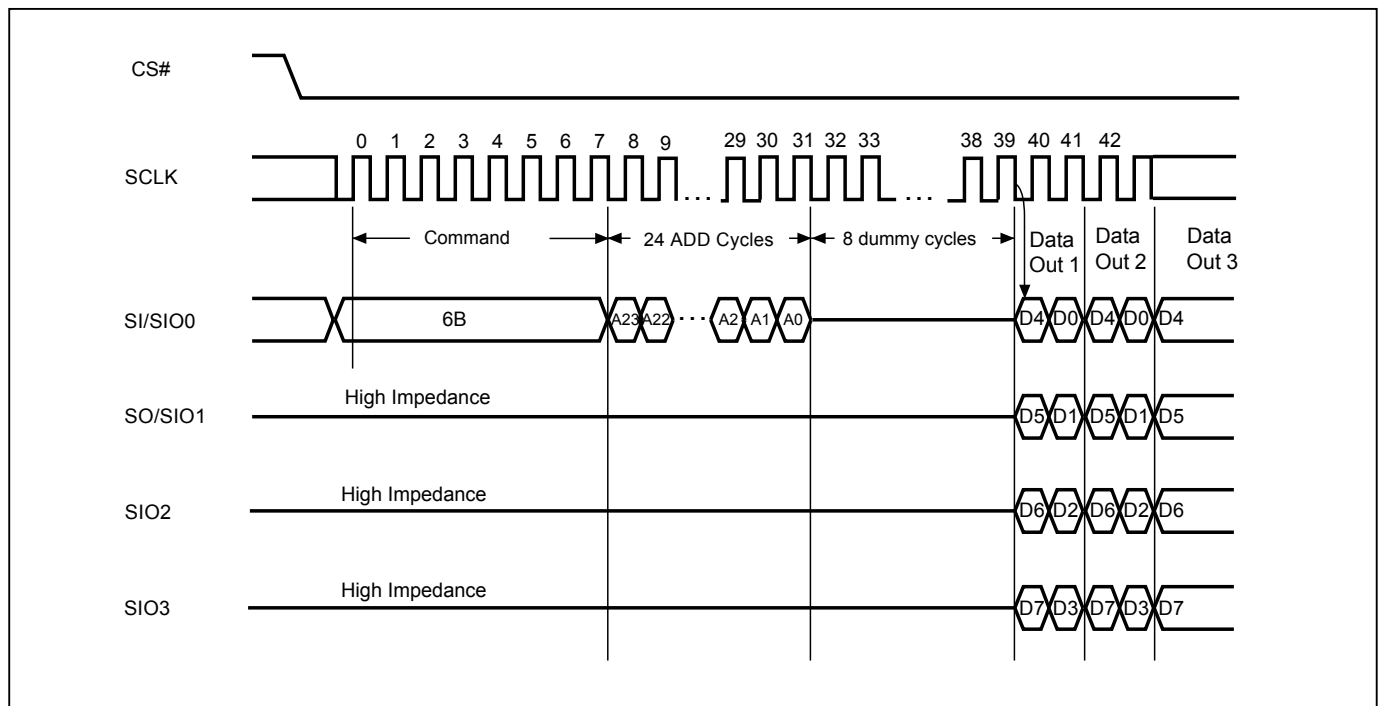 CS#
0 1 2 3 4 5 6 7 8 9 29 30 31 32 33 38 39 40 41 42
SCLK
...
...
Command
24 ADD Cycles
8 dummy cycles
Data
Out 1
Data
Out 2
Data
Out 3
SI/SIO0
6B
A23 A22 ... A2 A1 A0
D4 D0 D4 D0 D4
High Impedance
SO/SIO1
D5 D1 D5 D1 D5
High Impedance
SIO2
D6 D2 D6 D2 D6
High Impedance
SIO3
D7 D3 D7 D3 D7